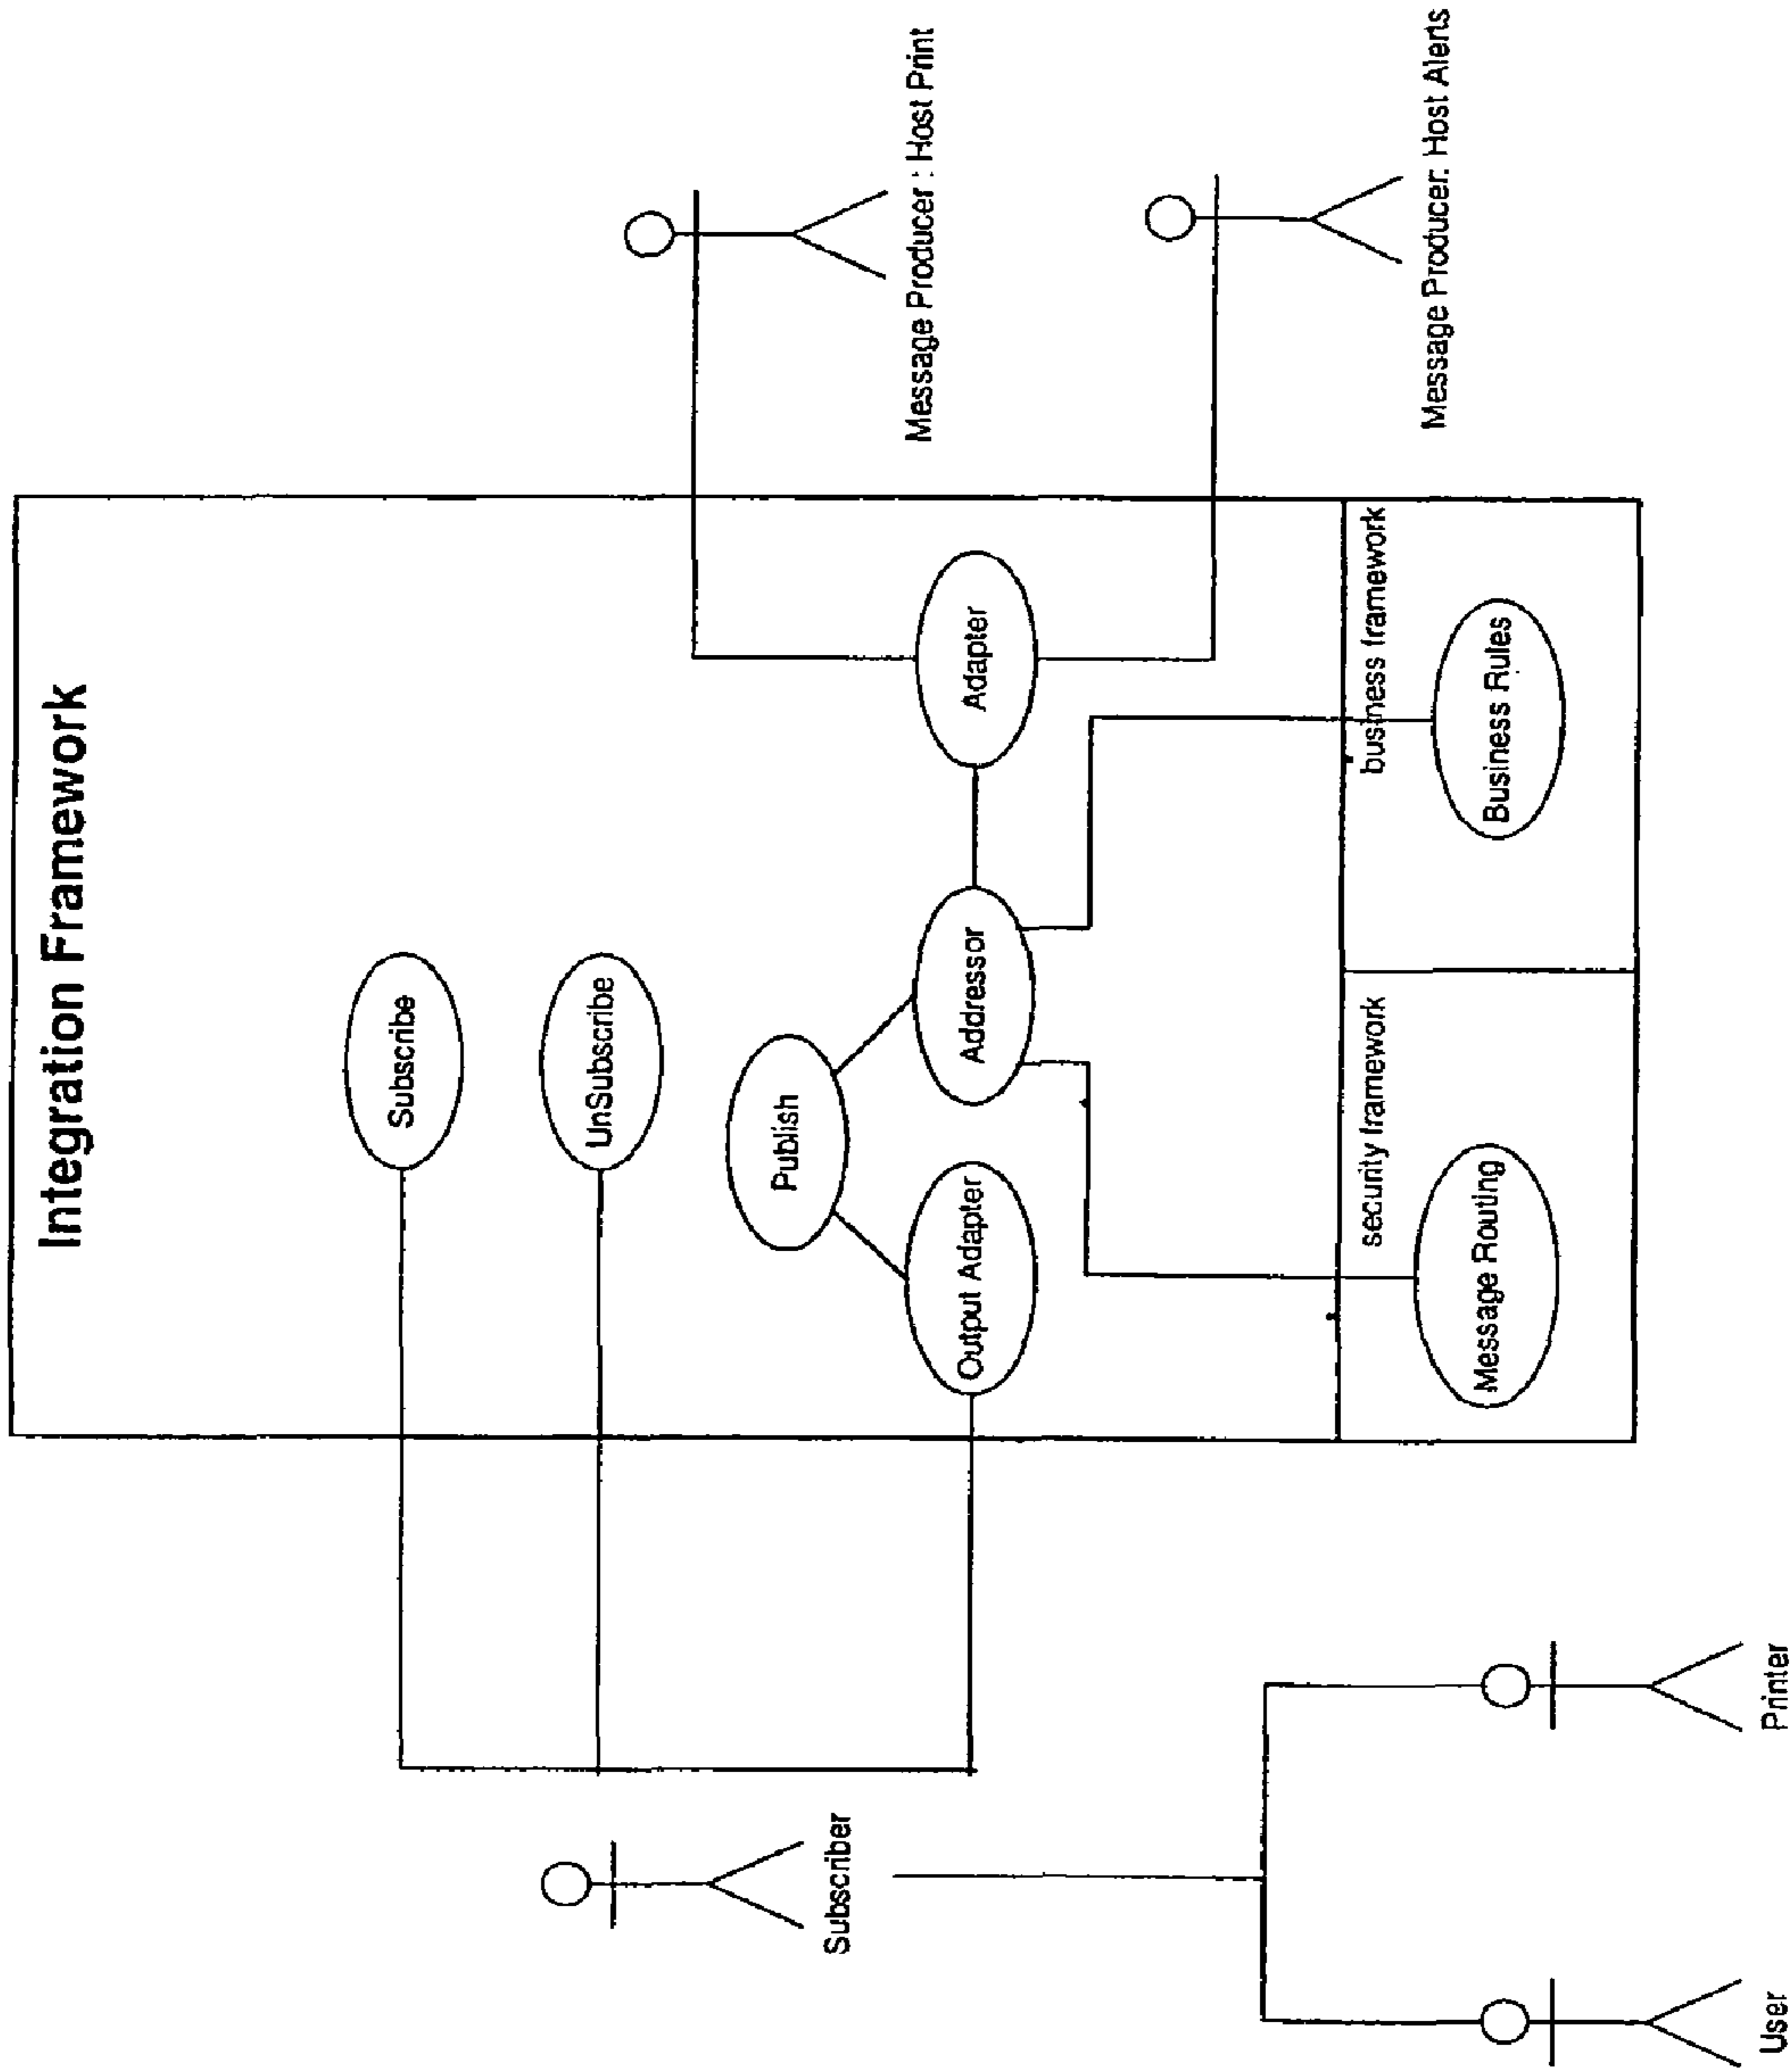 Integration Framework
Subscribe
UnSubscribe
Publish
Output Adapter
Addressor
Adapter
Message Producer : Host Print
Subscriber
security framework
business framework
Message Routing
Business Rules
Message Producer: Host Alerts
User
Printer